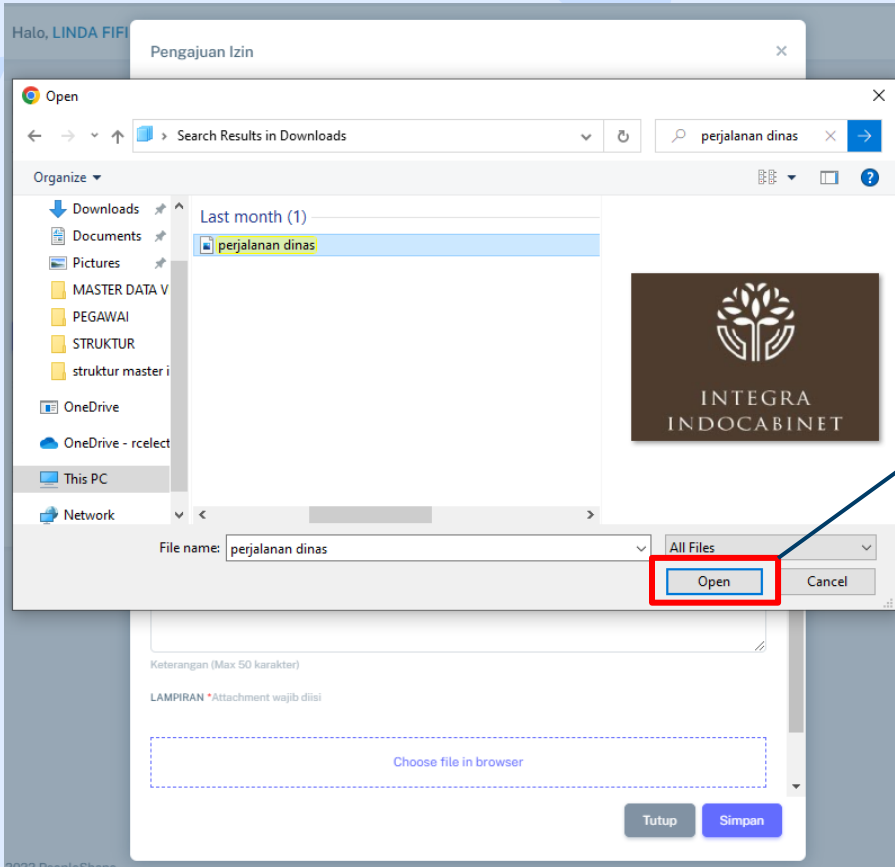 Halo, LINDA FIFI
Pengajuan Izin
Open
Search Results in Downloads
perjalanan dinas
Organize
Downloads
Documents
Pictures
MASTER DATA V
PEGAWAI
STRUKTUR
struktur master i
OneDrive
OneDrive - rcelect
This PC
Network
Last month (1)
perjalanan dinas
INTEGRA
INDOCABINET
File name: perjalanan dinas
All Files
Open Cancel
Keterangan (Max 50 karakter)
LAMPIRAN *Attachment wajib diisi
Choose file in browser
Tutup Simpan